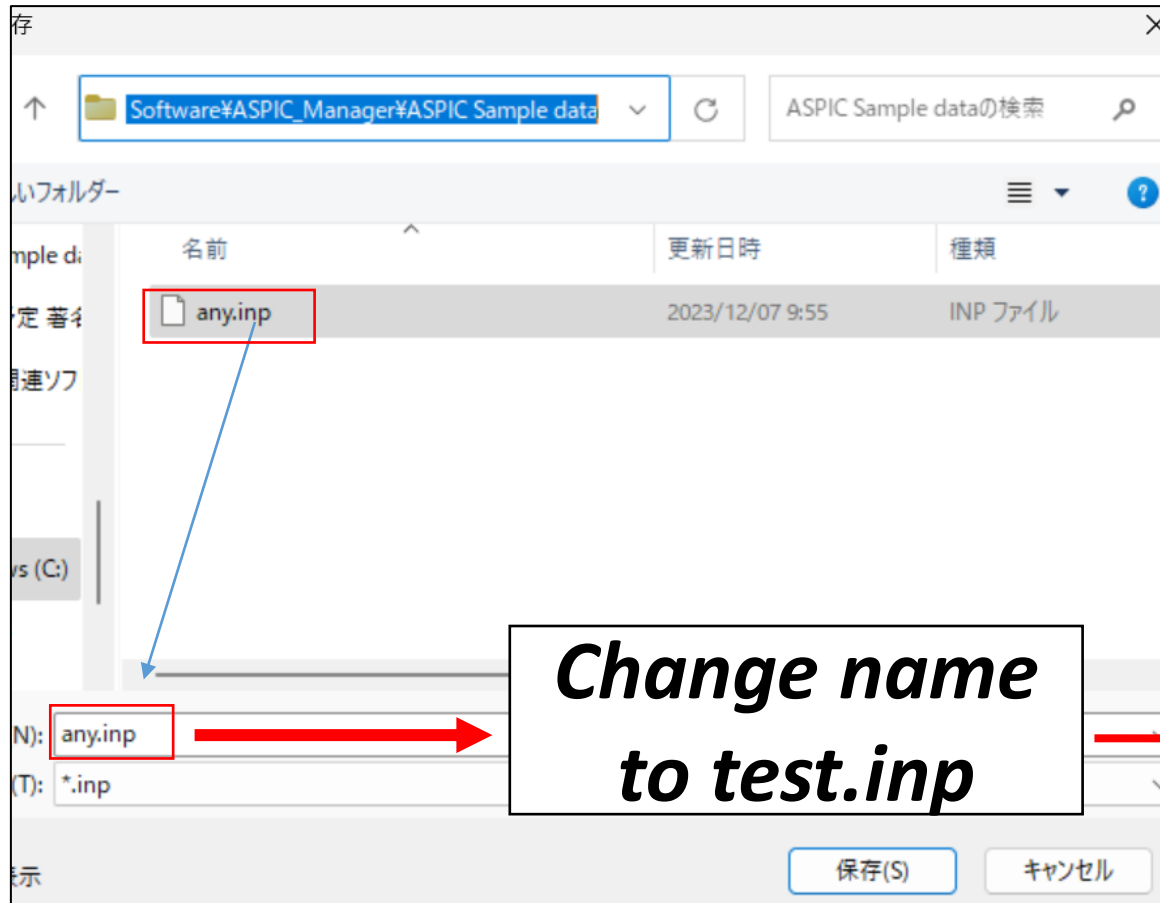 存
Software¥ASPIC_Manager¥ASPIC Sample data
ASPIC Sample dataの検索
いフォルダー
名前 更新日時 種類
mple da
any.inp 2023/12/07 9:55 INP ファイル
定 著名
関連ソフ
vs (C:)
Change name
to test.inp
N): any.inp
(T): *.inp
表示
保存(S) キャンセル